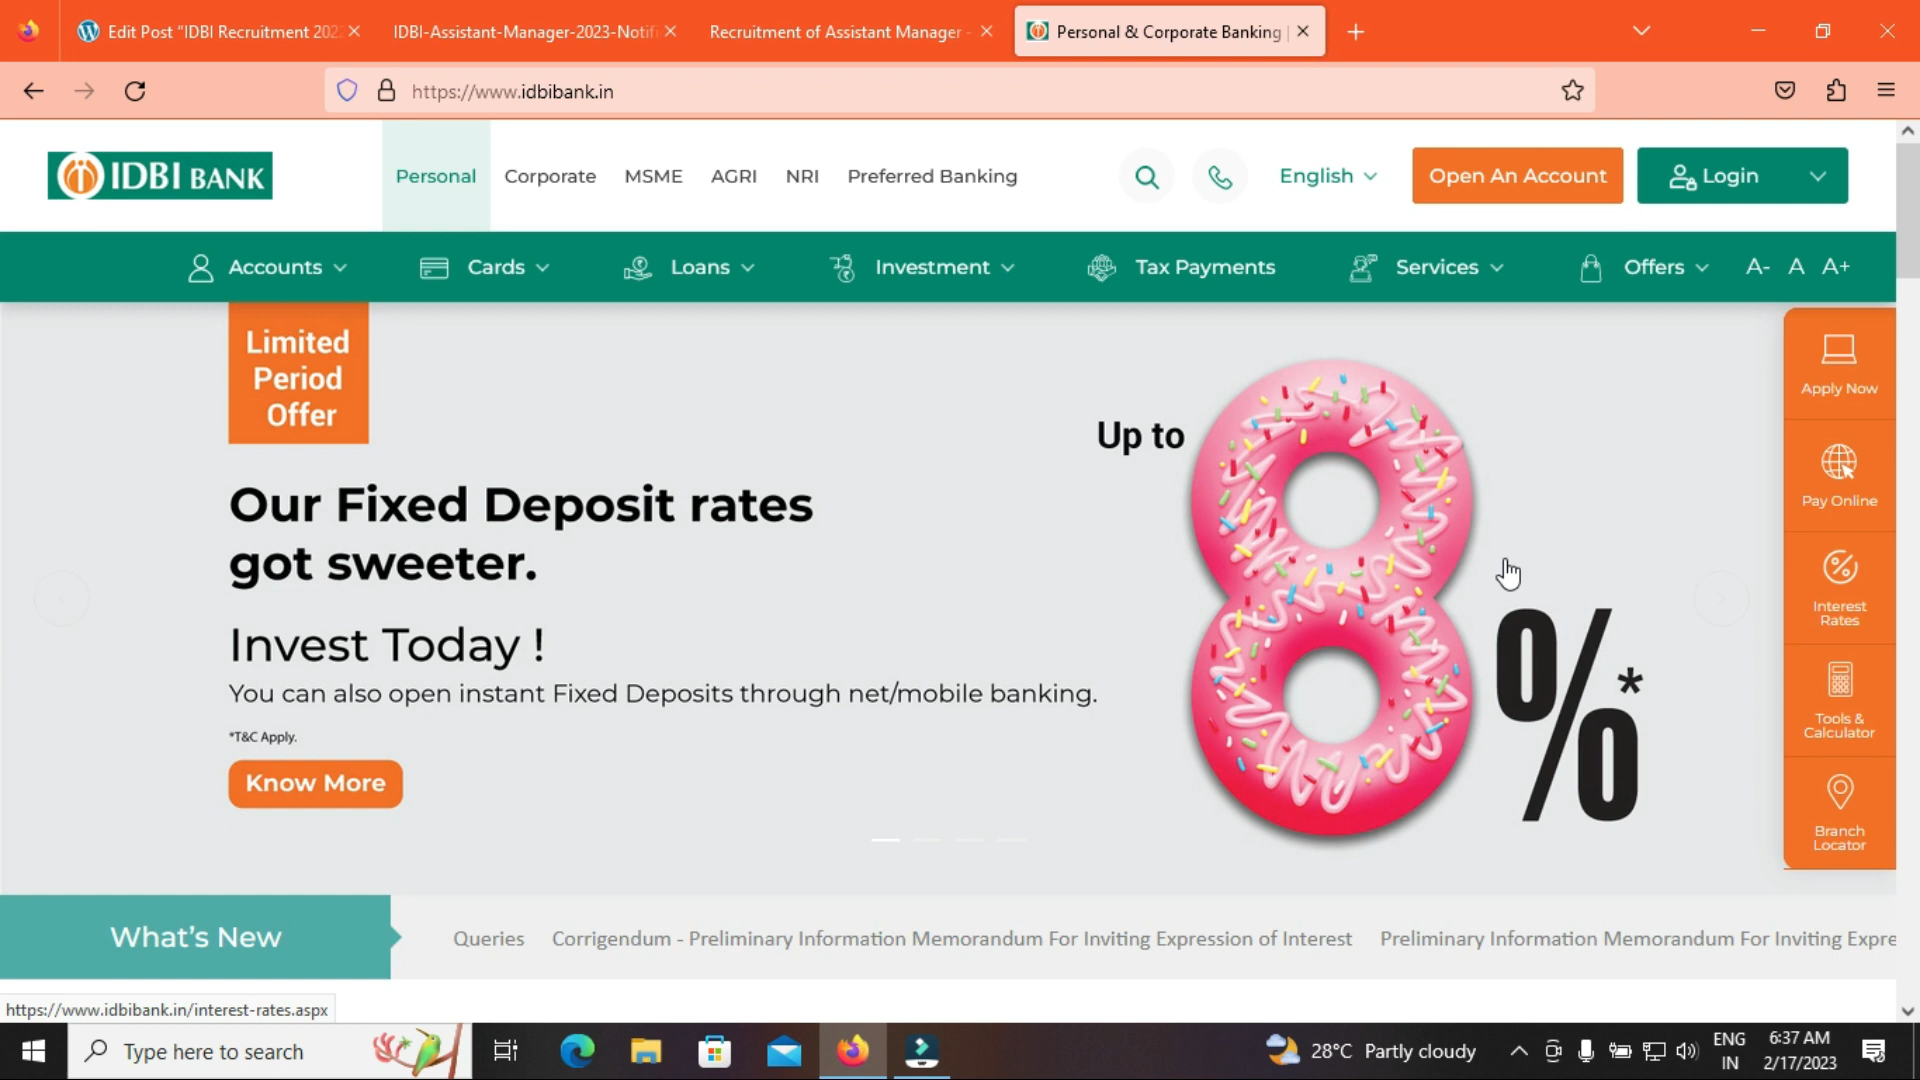 Edit Post "IDBI Recruitment 202
IDBI-Assistant-Manager-2023-Notif
Recruitment of Assistant Manager -
Personal & Corporate Banking |
https://www.idbibank.in
IDBI BANK
Personal
Corporate
MSME
AGRI
NRI
Preferred Banking
English
Open An Account
Login
Accounts
Cards
Loans
Investment
Tax Payments
Services
Offers
A- A A+
Limited
Period
Offer
Our Fixed Deposit rates
got sweeter.
Invest Today !
You can also open instant Fixed Deposits through net/mobile banking.
*T&C Apply.
Know More
Up to
8%*
Apply Now
Pay Online
Interest
Rates
Tools &
Calculator
Branch
Locator
What's New
Queries
Corrigendum - Preliminary Information Memorandum For Inviting Expression of Interest
Preliminary Information Memorandum For Inviting Expre
https://www.idbibank.in/interest-rates.aspx
Type here to search
28°C Partly cloudy
ENG
IN
6:37 AM
2/17/2023